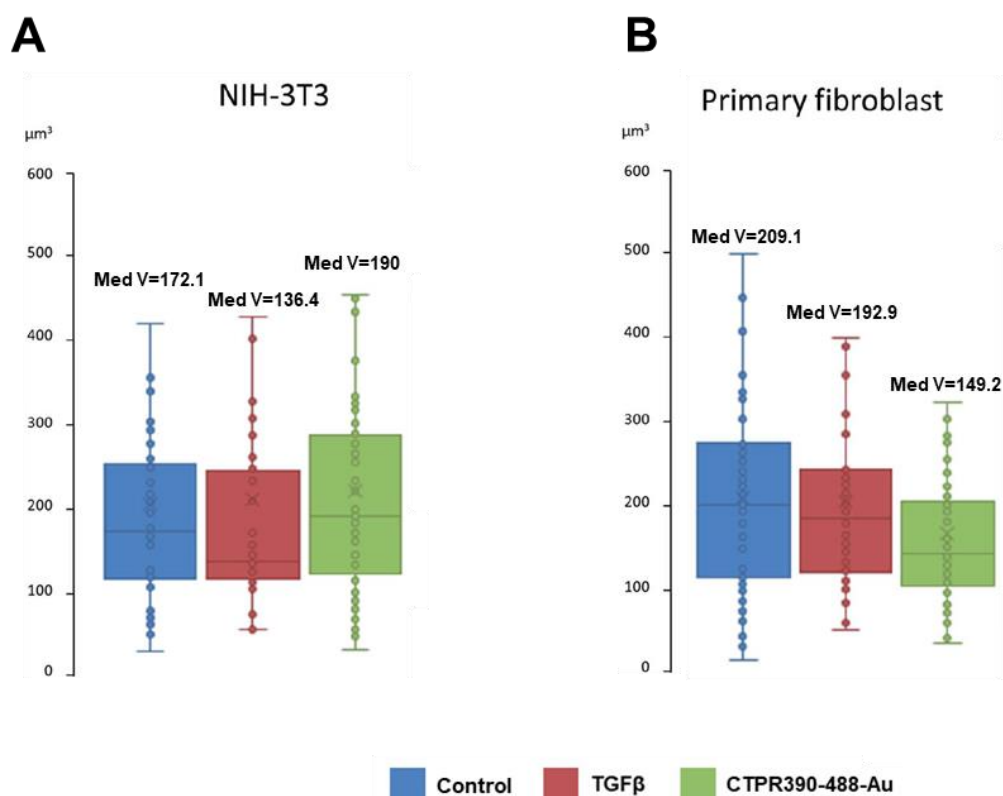 A
B
NIH-3T3
Primary fibroblast
µm³
600
500
400
300
200
100
0
Med V=172.1
Med V=136.4
Med V=190
µm³
600
500
400
300
200
100
0
Med V=209.1
Med V=192.9
Med V=149.2
Control
TGFβ
CTPR390-488-Au